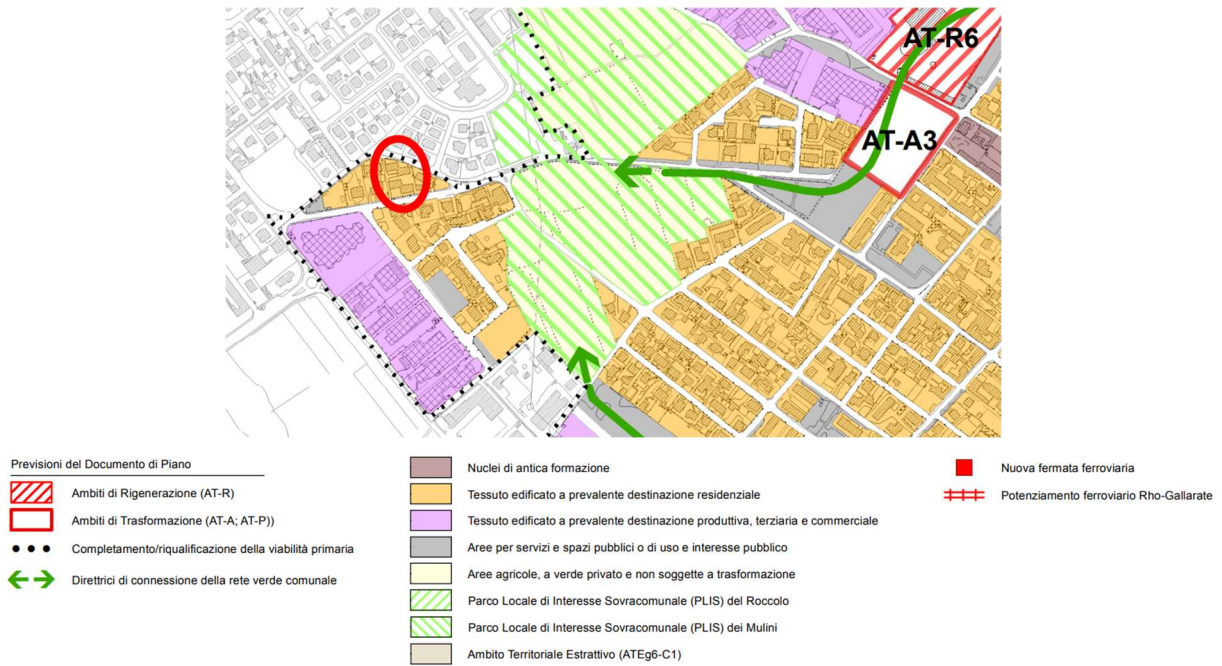 AT-R6
AT-A3
Previsioni del Documento di Piano
Ambiti di Rigenerazione (AT-R)
Ambiti di Trasformazione (AT-A; AT-P))
Completamento/riqualificazione della viabilità primaria
Direttrici di connessione della rete verde comunale
Nuclei di antica formazione
Tessuto edificato a prevalente destinazione residenziale
Tessuto edificato a prevalente destinazione produttiva, terziaria e commerciale
Aree per servizi e spazi pubblici o di uso e interesse pubblico
Aree agricole, a verde privato e non soggette a trasformazione
Parco Locale di Interesse Sovracomunale (PLIS) del Roccolo
Parco Locale di Interesse Sovracomunale (PLIS) dei Mulini
Ambito Territoriale Estrattivo (ATEg6-C1)
Nuova fermata ferroviaria
Potenziamento ferroviario Rho-Gallarate